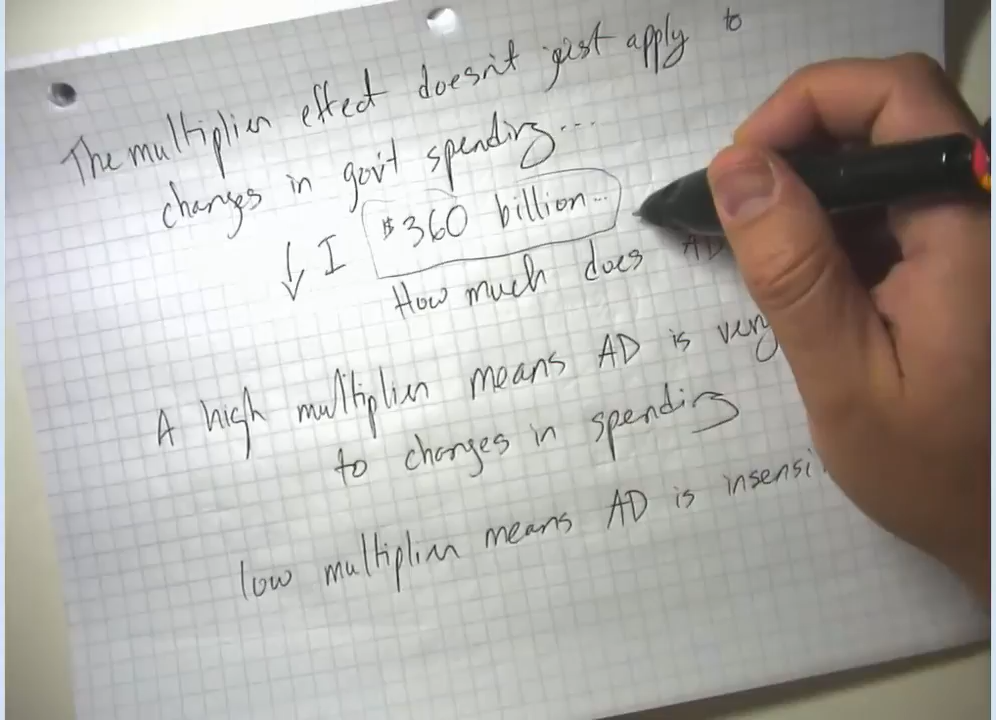 The multiplier effect doesn't just apply to
changes in gov't spending...
↓ I $360 billion...
How much does AD
A high multiplier means AD is very
to changes in spending
low multiplier means AD is insensi